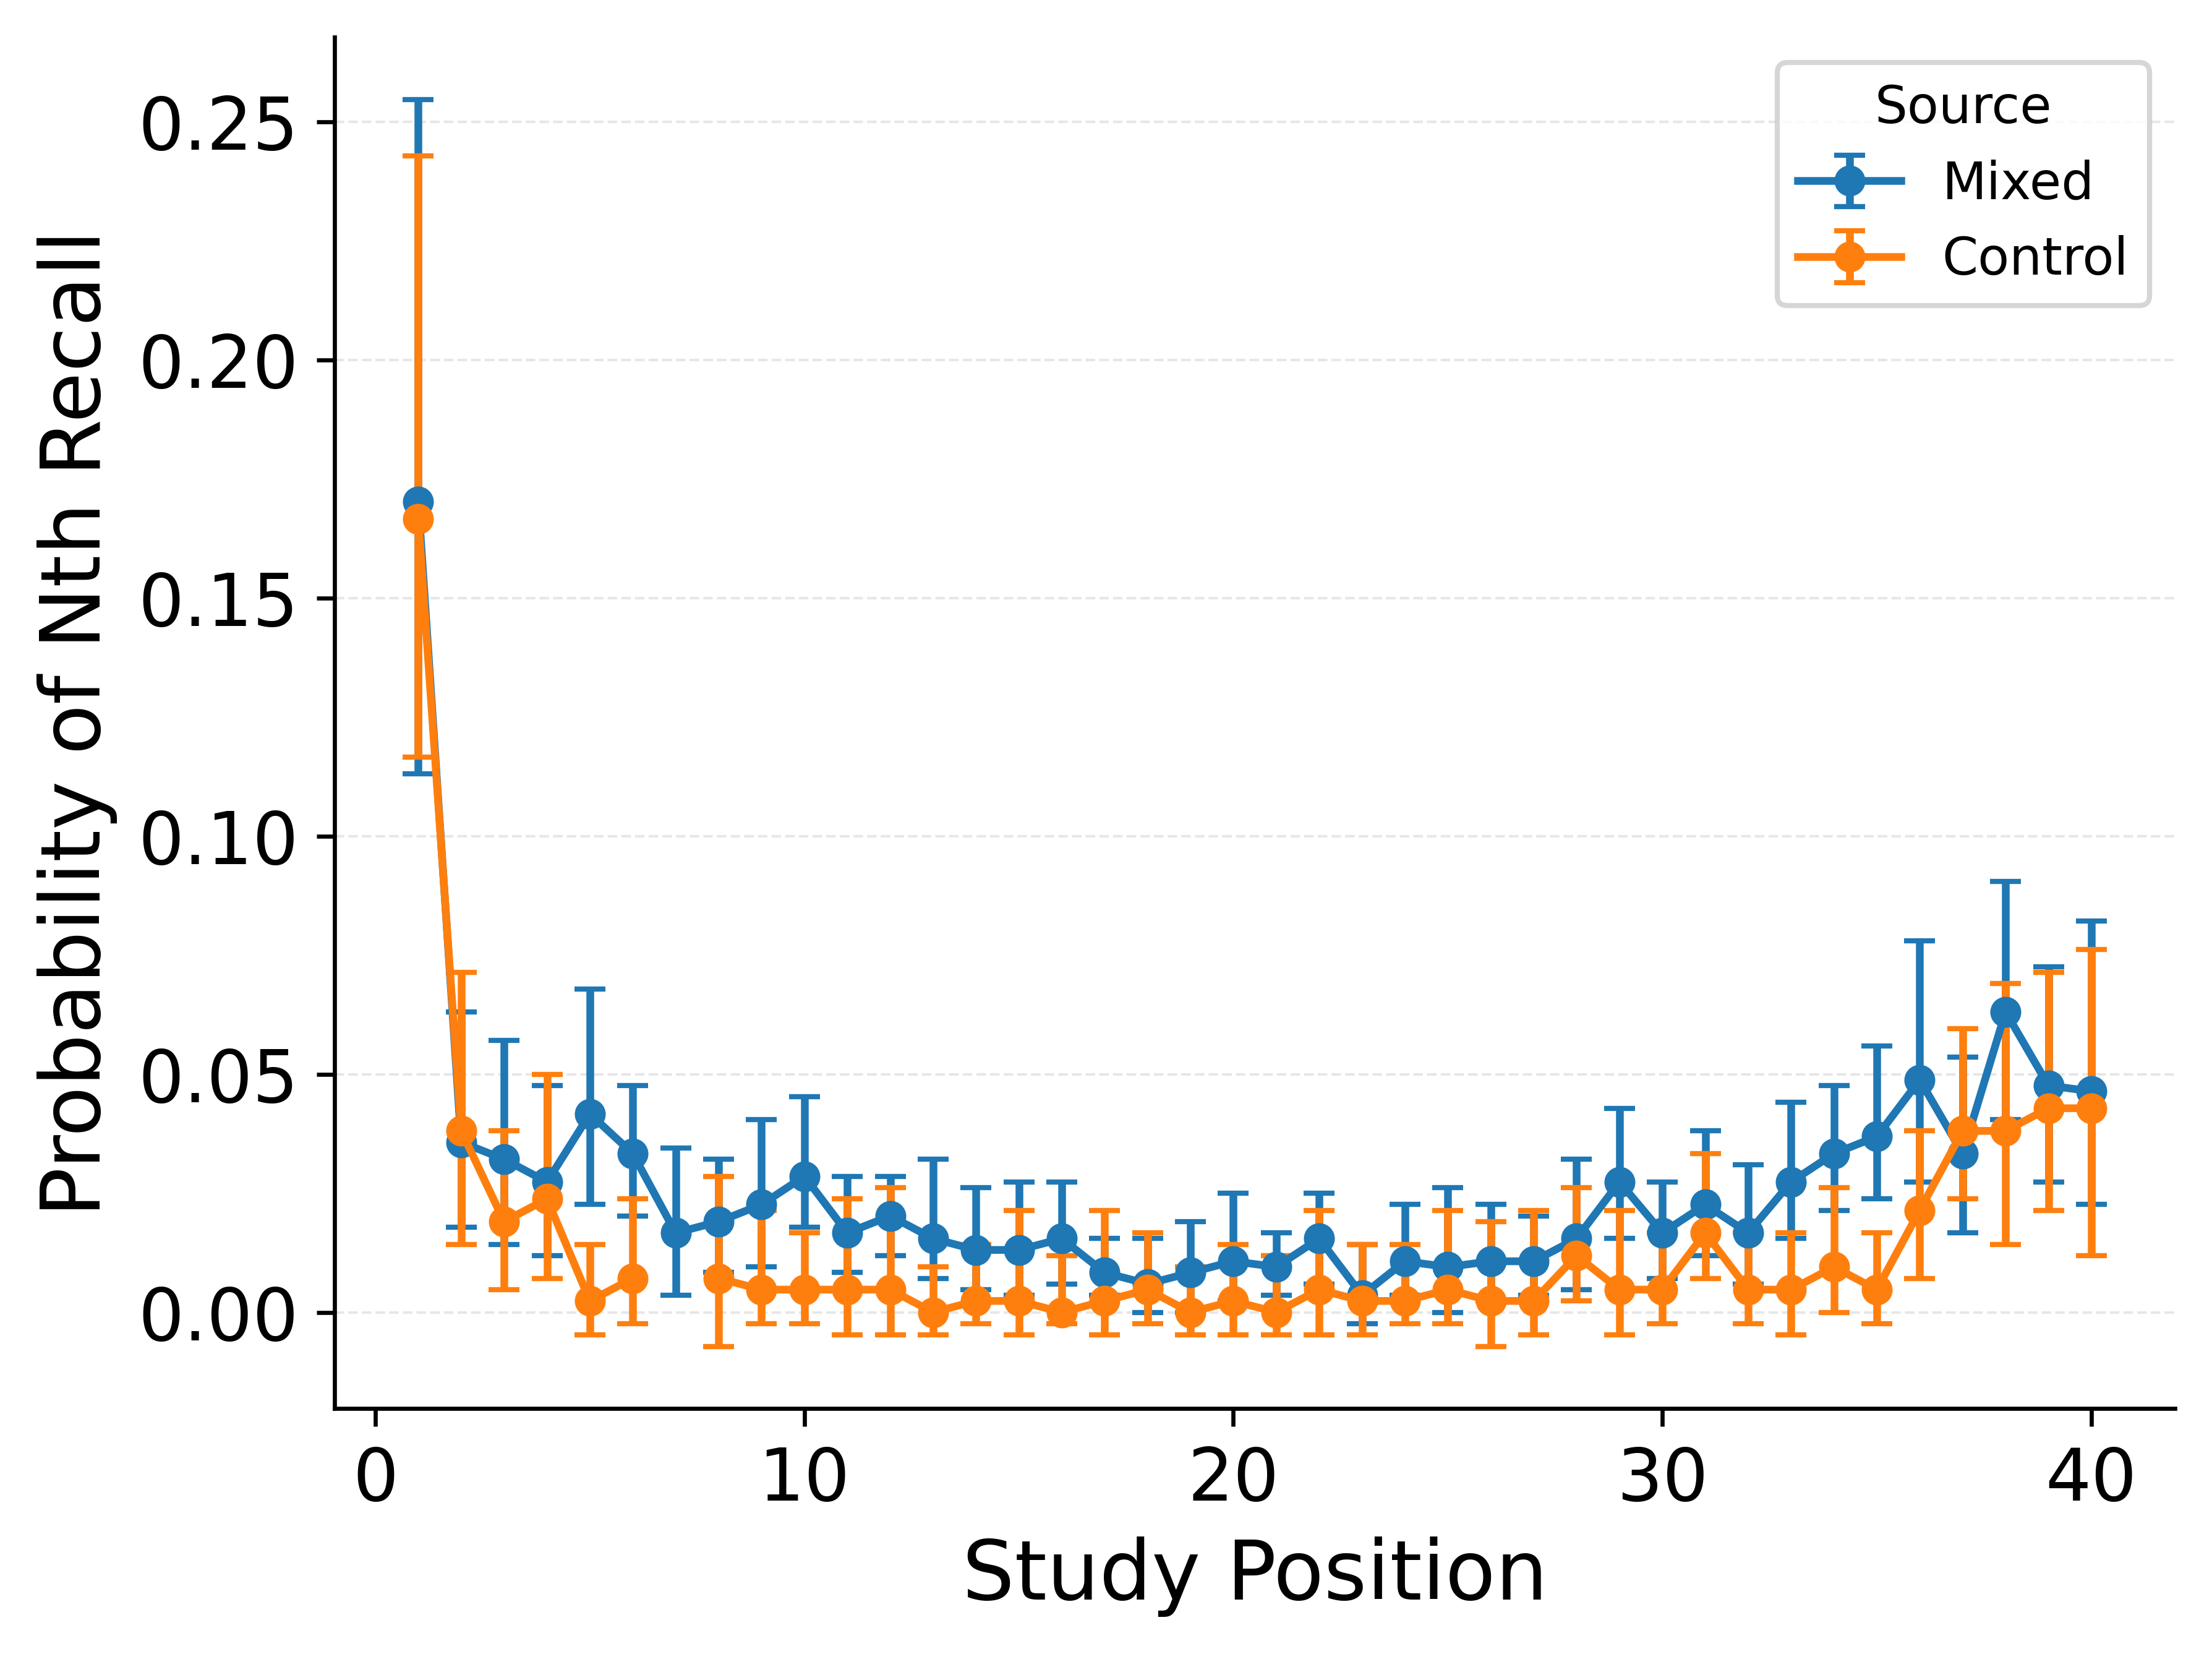 Probability of Nth Recall
0.25
0.20
0.15
0.10
0.05
0.00
Source
Mixed
Control
0
10
20
30
40
Study Position